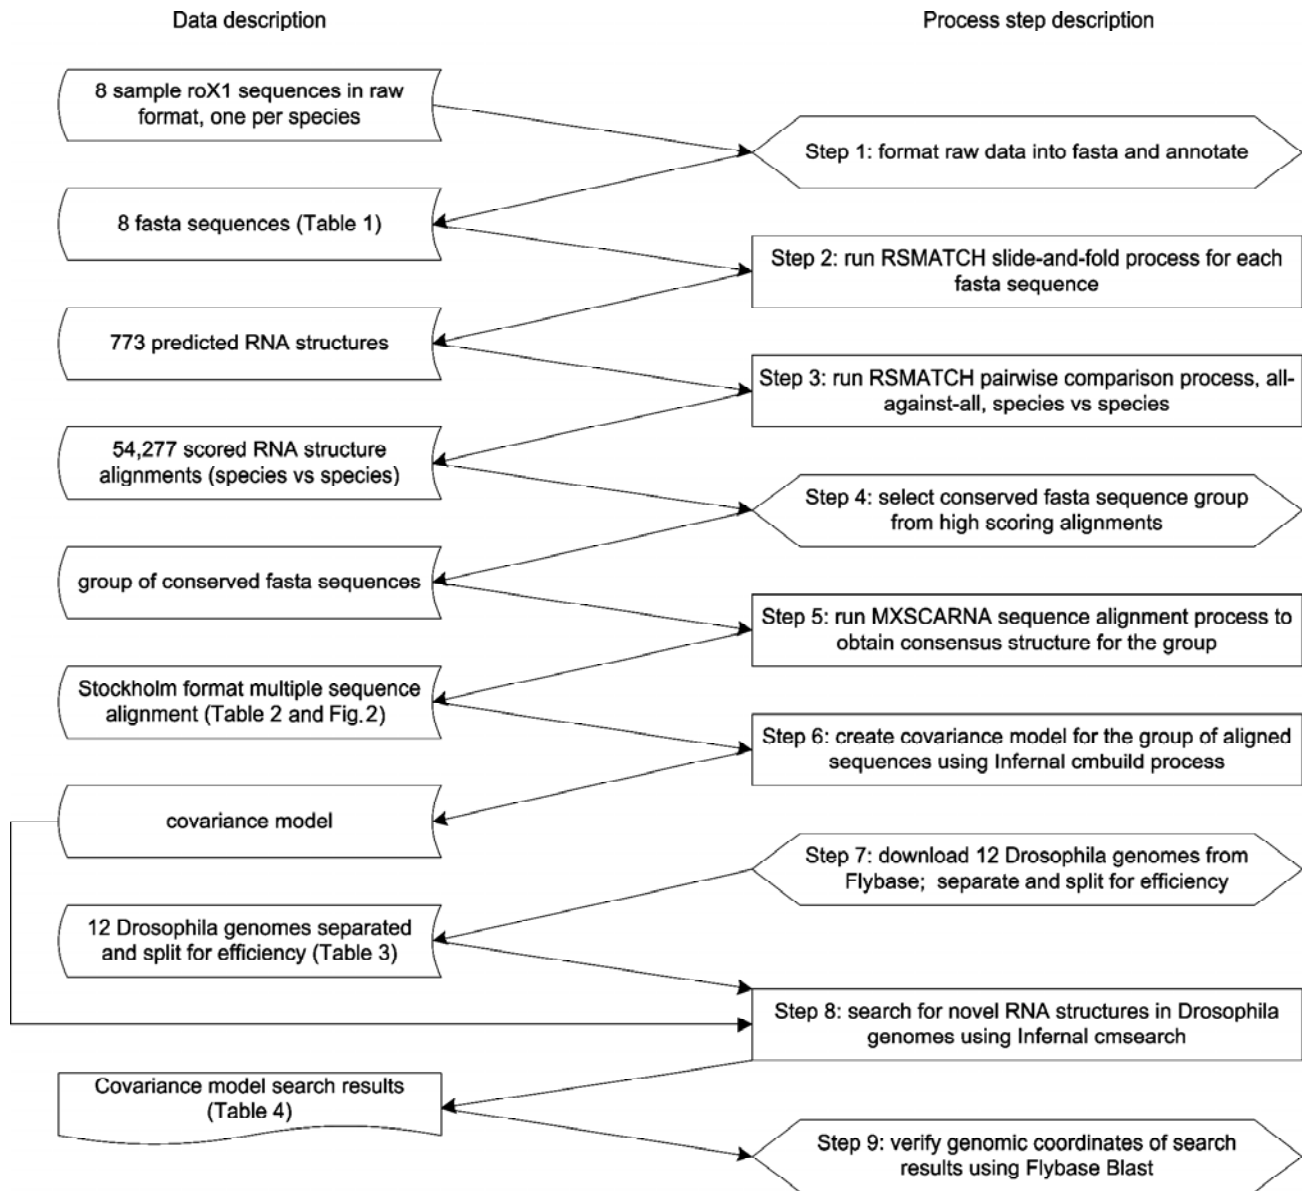 Data description
Process step description
8 sample roX1 sequences in raw
format, one per species
Step 1: format raw data into fasta and annotate
8 fasta sequences (Table 1)
Step 2: run RSMATCH slide-and-fold process for each
fasta sequence
773 predicted RNA structures
Step 3: run RSMATCH pairwise comparison process, all-
against-all, species vs species
54,277 scored RNA structure
alignments (species vs species)
Step 4: select conserved fasta sequence group
from high scoring alignments
group of conserved fasta sequences
Step 5: run MXSCARNA sequence alignment process to
obtain consensus structure for the group
Stockholm format multiple sequence
alignment (Table 2 and Fig.2)
Step 6: create covariance model for the group of aligned
sequences using Infernal cmbuild process
covariance model
Step 7: download 12 Drosophila genomes from
Flybase; separate and split for efficiency
12 Drosophila genomes separated
and split for efficiency (Table 3)
Step 8: search for novel RNA structures in Drosophila
genomes using Infernal cmsearch
Covariance model search results
(Table 4)
Step 9: verify genomic coordinates of search
results using Flybase Blast